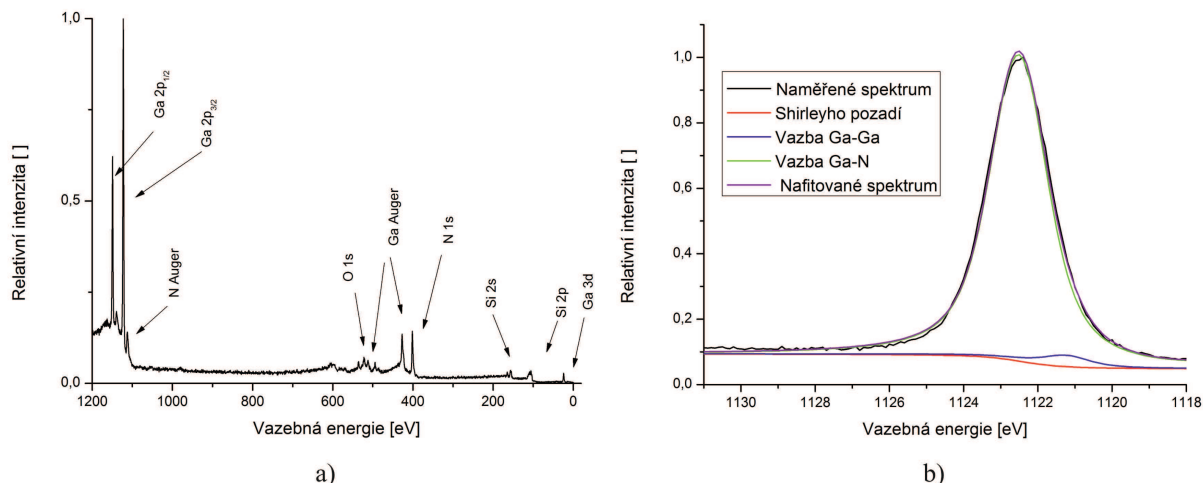 1,0
0,5
0,0
Relativní intenzita [ ]
Ga 2p1/2
Ga 2p3/2
N Auger
O 1s
Ga Auger
N 1s
Si 2s
Si 2p
Ga 3d
1200 1000 800 600 400 200 0
Vazebná energie [eV]
a)
1,0
0,8
0,6
0,4
0,2
0,0
Relativní intenzita [ ]
Naměřené spektrum
Shirleyho pozadí
Vazba Ga-Ga
Vazba Ga-N
Nafitované spektrum
1130 1128 1126 1124 1122 1120 1118
Vazebná energie [eV]
b)